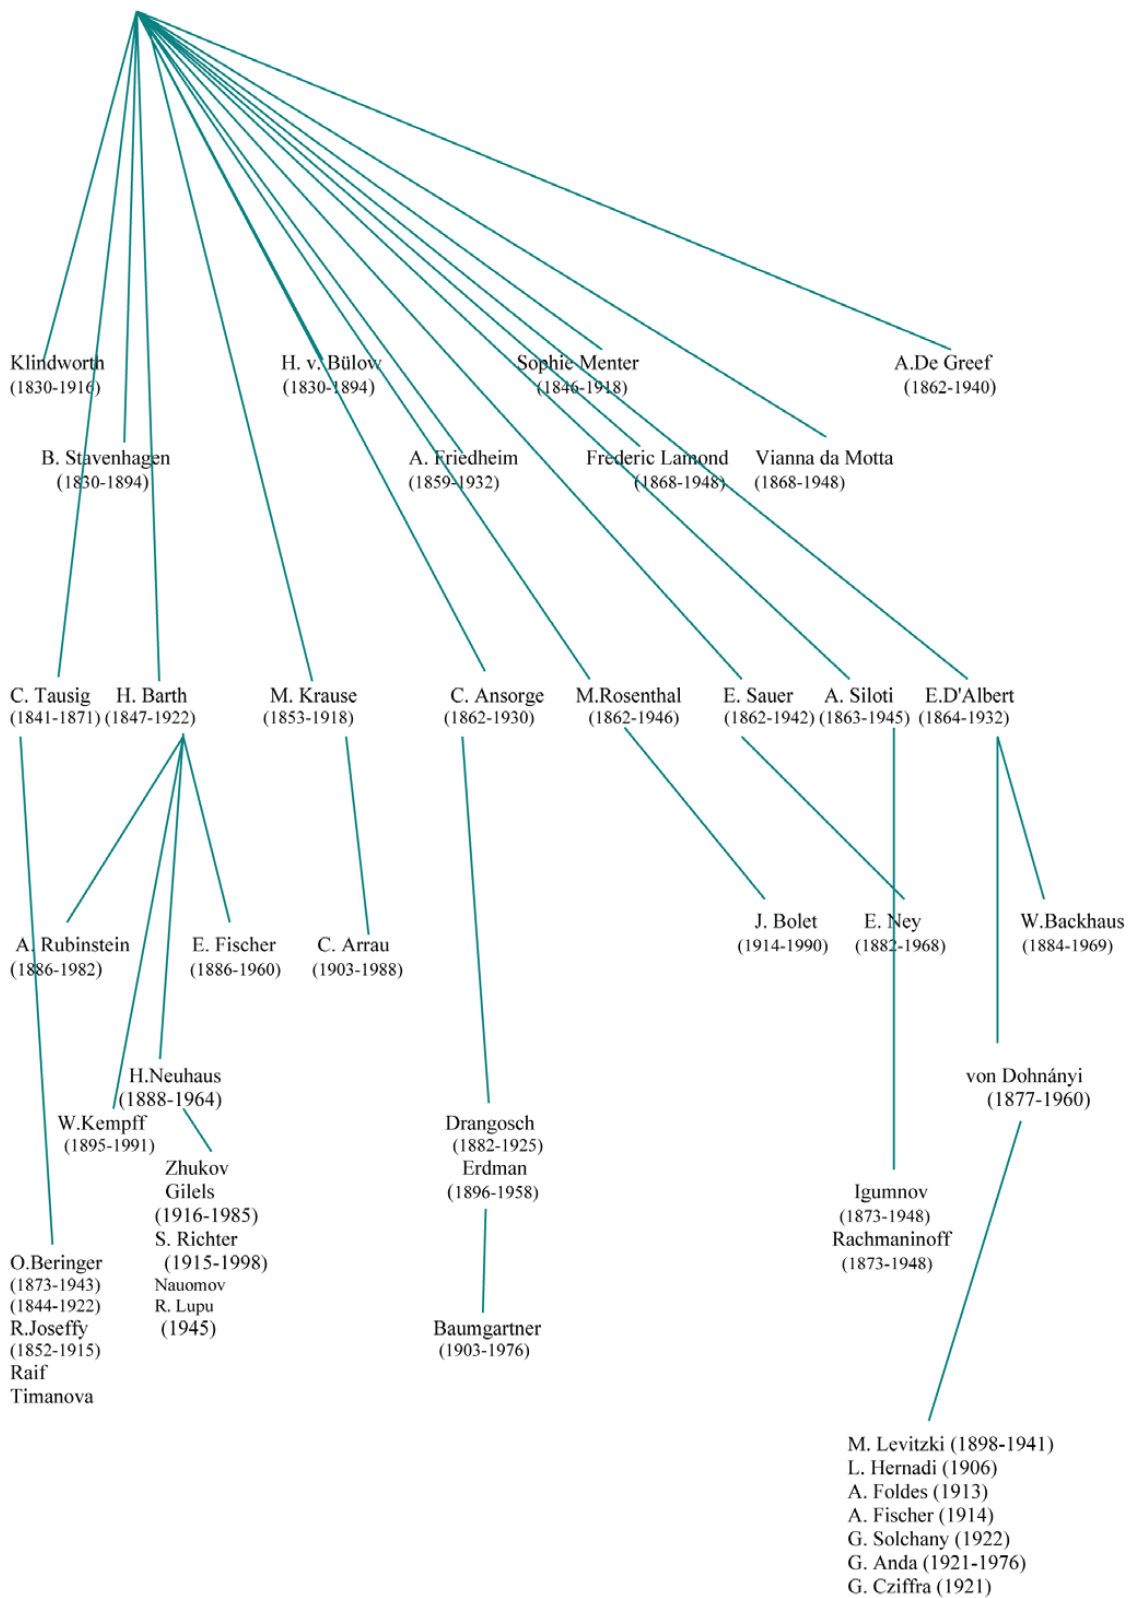 Klindworth
(1830-1916)
H. v. Bülow
(1830-1894)
Sophie Menter
(1846-1918)
A.De Greef
(1862-1940)
B. Stavenhagen
(1830-1894)
A. Friedheim
(1859-1932)
Frederic Lamond
(1868-1948)
Vianna da Motta
(1868-1948)
C. Tausig
(1841-1871)
H. Barth
(1847-1922)
M. Krause
(1853-1918)
C. Ansorge
(1862-1930)
M.Rosenthal
(1862-1946)
E. Sauer
(1862-1942)
A. Siloti
(1863-1945)
E.D'Albert
(1864-1932)
J. Bolet
(1914-1990)
E. Ney
(1882-1968)
W.Backhaus
(1884-1969)
A. Rubinstein
(1886-1982)
E. Fischer
(1886-1960)
C. Arrau
(1903-1988)
H.Neuhaus
(1888-1964)
von Dohnányi
(1877-1960)
W.Kempff
(1895-1991)
Drangosch
(1882-1925)
Erdman
(1896-1958)
Zhukov
Gilels
(1916-1985)
S. Richter
(1915-1998)
Nauomov
R. Lupu
(1945)
Igumnov
(1873-1948)
Rachmaninoff
(1873-1948)
O.Beringer
(1873-1943)
(1844-1922)
R.Joseffy
(1852-1915)
Raif
Timanova
Baumgartner
(1903-1976)
M. Levitzki (1898-1941)
L. Hernadi (1906)
A. Foldes (1913)
A. Fischer (1914)
G. Solchany (1922)
G. Anda (1921-1976)
G. Cziffra (1921)